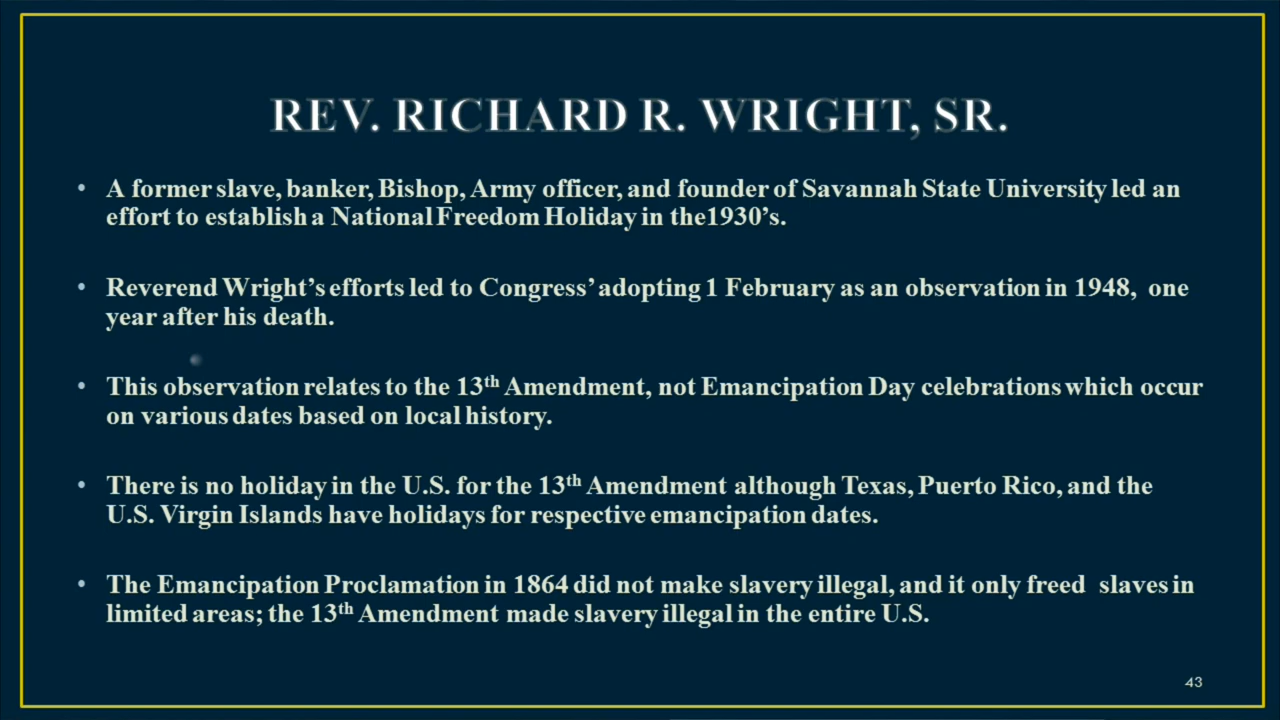 REV. RICHARD R. WRIGHT, SR.
• A former slave, banker, Bishop, Army officer, and founder of Savannah State University led an
effort to establish a National Freedom Holiday in the1930’s.
• Reverend Wright’s efforts led to Congress’ adopting 1 February as an observation in 1948, one
year after his death.
• This observation relates to the 13th Amendment, not Emancipation Day celebrations which occur
on various dates based on local history.
• There is no holiday in the U.S. for the 13th Amendment although Texas, Puerto Rico, and the
U.S. Virgin Islands have holidays for respective emancipation dates.
• The Emancipation Proclamation in 1864 did not make slavery illegal, and it only freed slaves in
limited areas; the 13th Amendment made slavery illegal in the entire U.S.
43